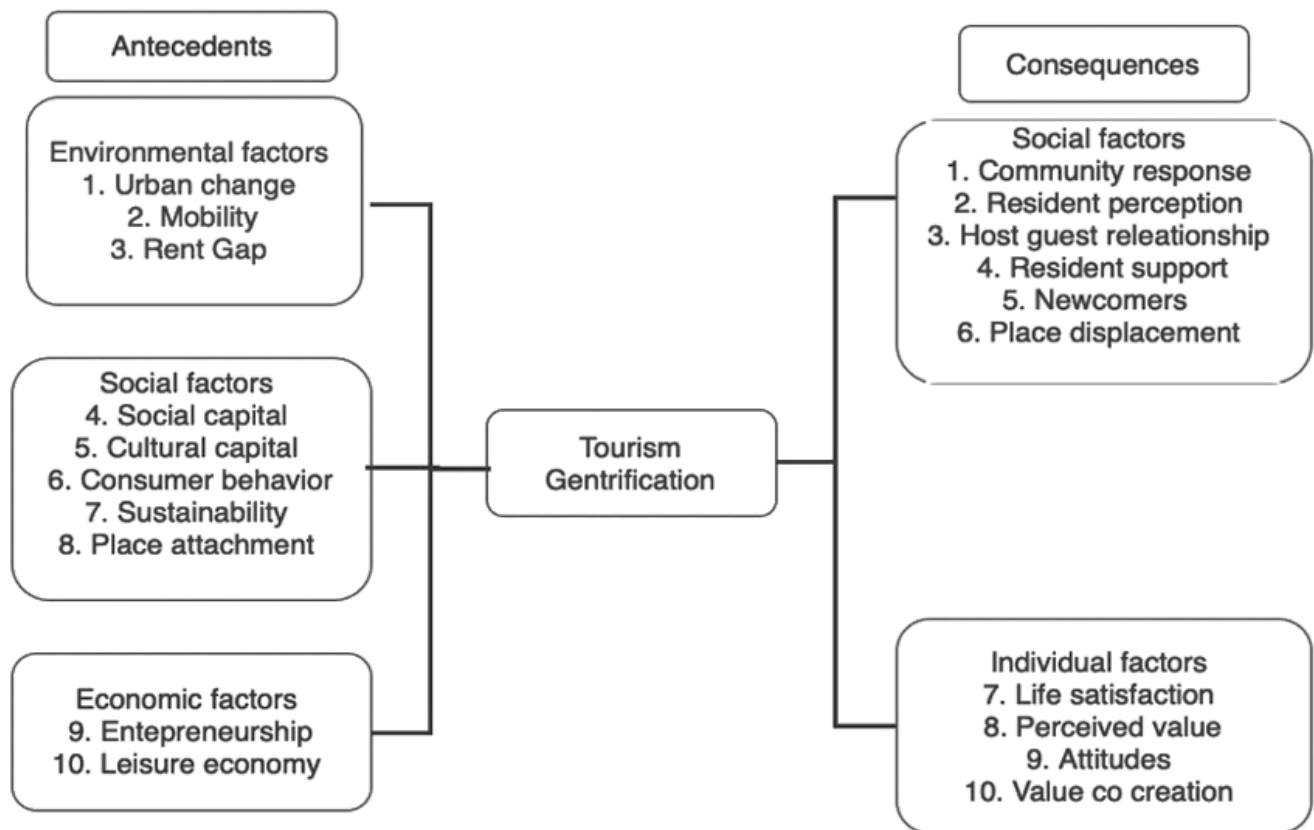 Antecedents
Environmental factors
1. Urban change
2. Mobility
3. Rent Gap
Social factors
4. Social capital
5. Cultural capital
6. Consumer behavior
7. Sustainability
8. Place attachment
Economic factors
9. Entepreneurship
10. Leisure economy
Tourism
Gentrification
Consequences
Social factors
1. Community response
2. Resident perception
3. Host guest releationship
4. Resident support
5. Newcomers
6. Place displacement
Individual factors
7. Life satisfaction
8. Perceived value
9. Attitudes
10. Value co creation